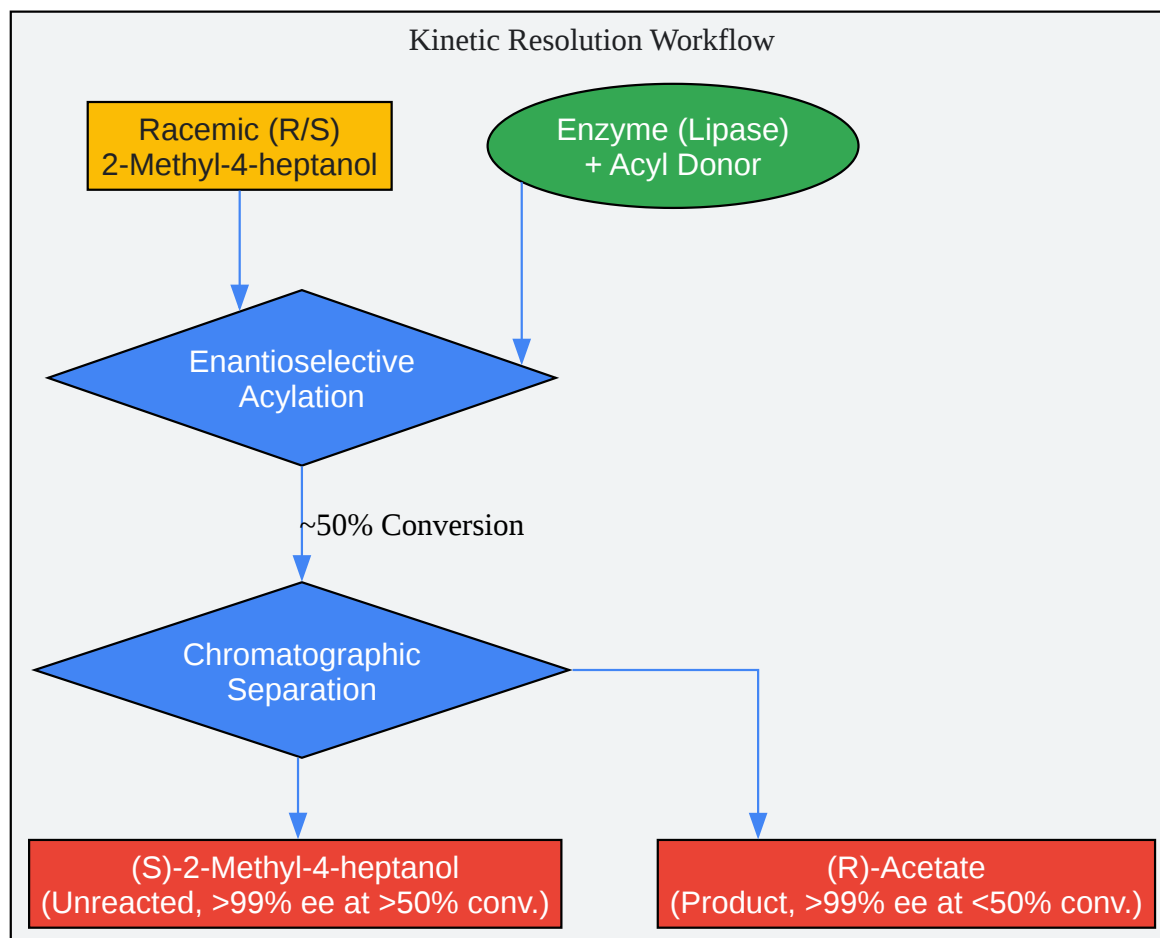 Kinetic Resolution Workflow
Racemic (R/S)
2-Methyl-4-heptanol
Enzyme (Lipase)
+ Acyl Donor
Enantioselective
Acylation
~50% Conversion
Chromatographic
Separation
(S)-2-Methyl-4-heptanol
(Unreacted, >99% ee at >50% conv.)
(R)-Acetate
(Product, >99% ee at <50% conv.)